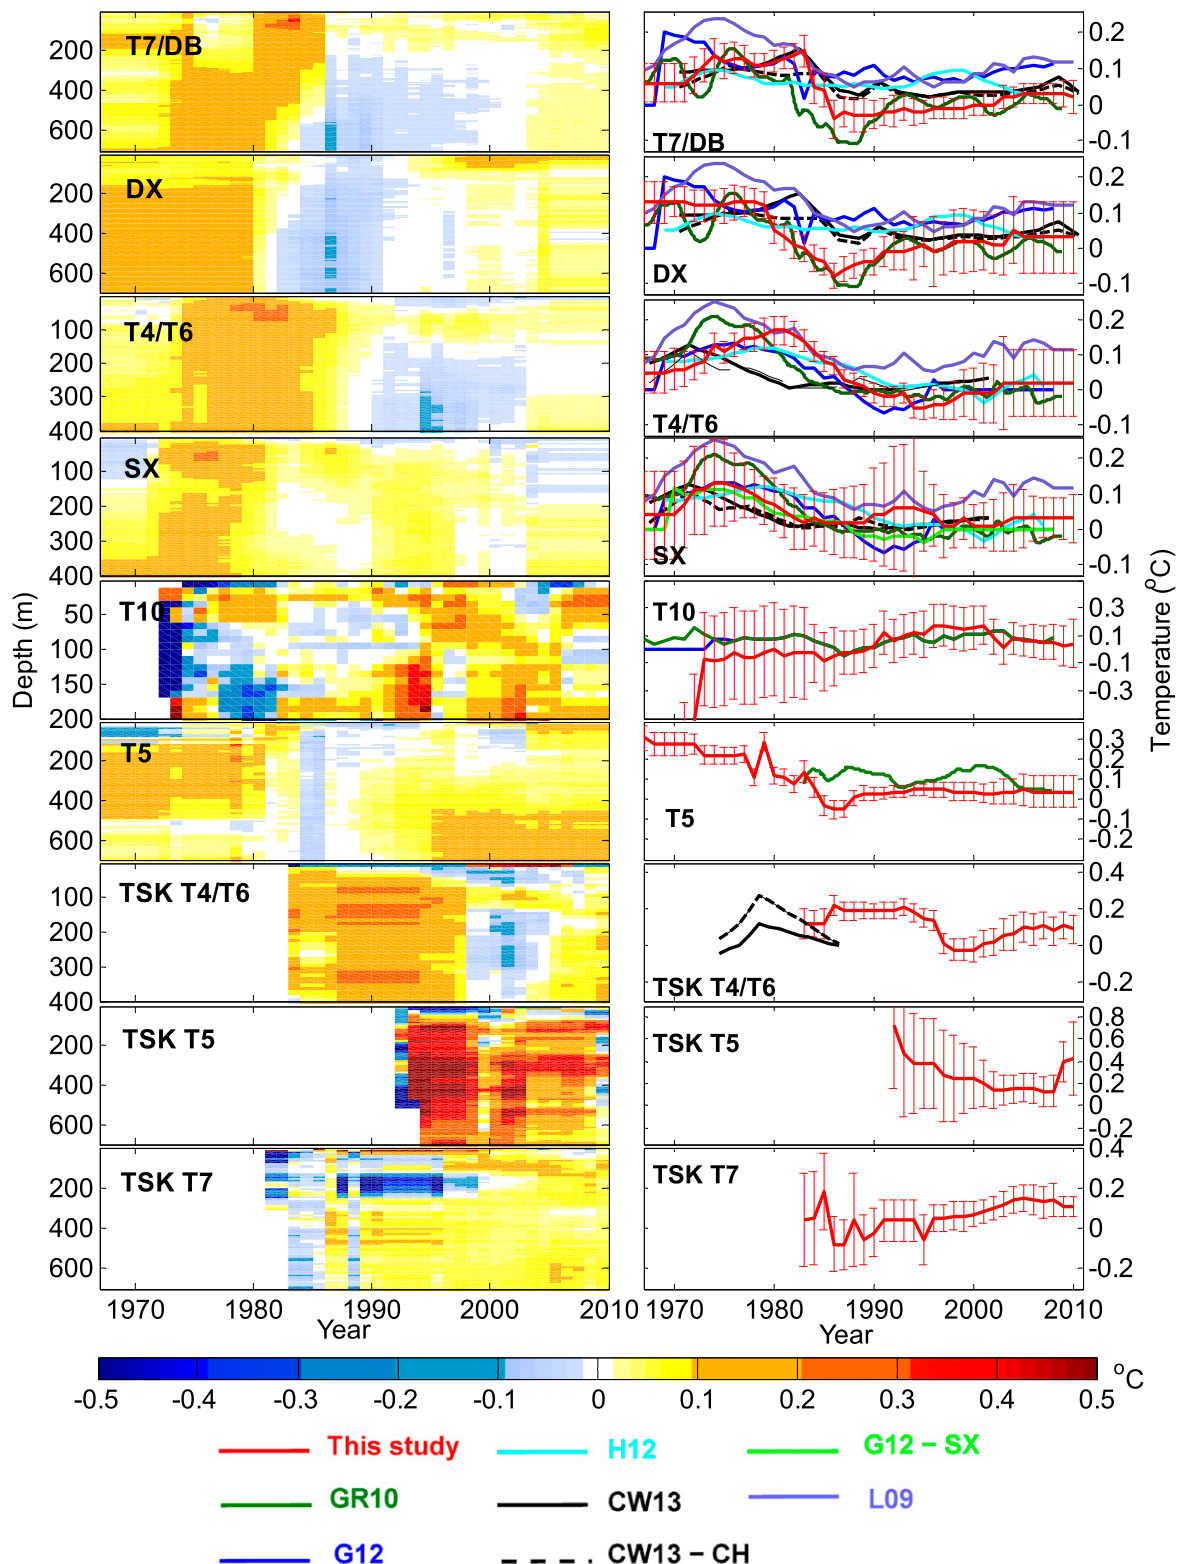 T7/DB
200
400
600
DX
200
400
600
T4/T6
100
200
300
400
SX
100
200
300
400
T10
50
100
150
200
T5
200
400
600
TSK T4/T6
100
200
300
400
TSK T5
200
400
600
TSK T7
200
400
600
Depth (m)
1970 1980 1990 2000 2010
Year
T7/DB
0.2
0.1
0
-0.1
DX
0.2
0.1
0
-0.1
T4/T6
0.2
0.1
0
-0.1
SX
0.2
0.1
0
-0.1
T10
0.3
0.1
-0.1
-0.3
T5
0.3
0.2
0.1
0
-0.1
-0.2
TSK T4/T6
0.4
0.2
0
-0.2
TSK T5
0.8
0.6
0.4
0.2
0
-0.2
TSK T7
0.4
0.2
0
-0.2
Temperature (°C)
1970 1980 1990 2000 2010
Year
-0.5 -0.4 -0.3 -0.2 -0.1 0 0.1 0.2 0.3 0.4 0.5 °C
This study H12 G12 – SX
GR10 CW13 L09
G12 CW13 – CH